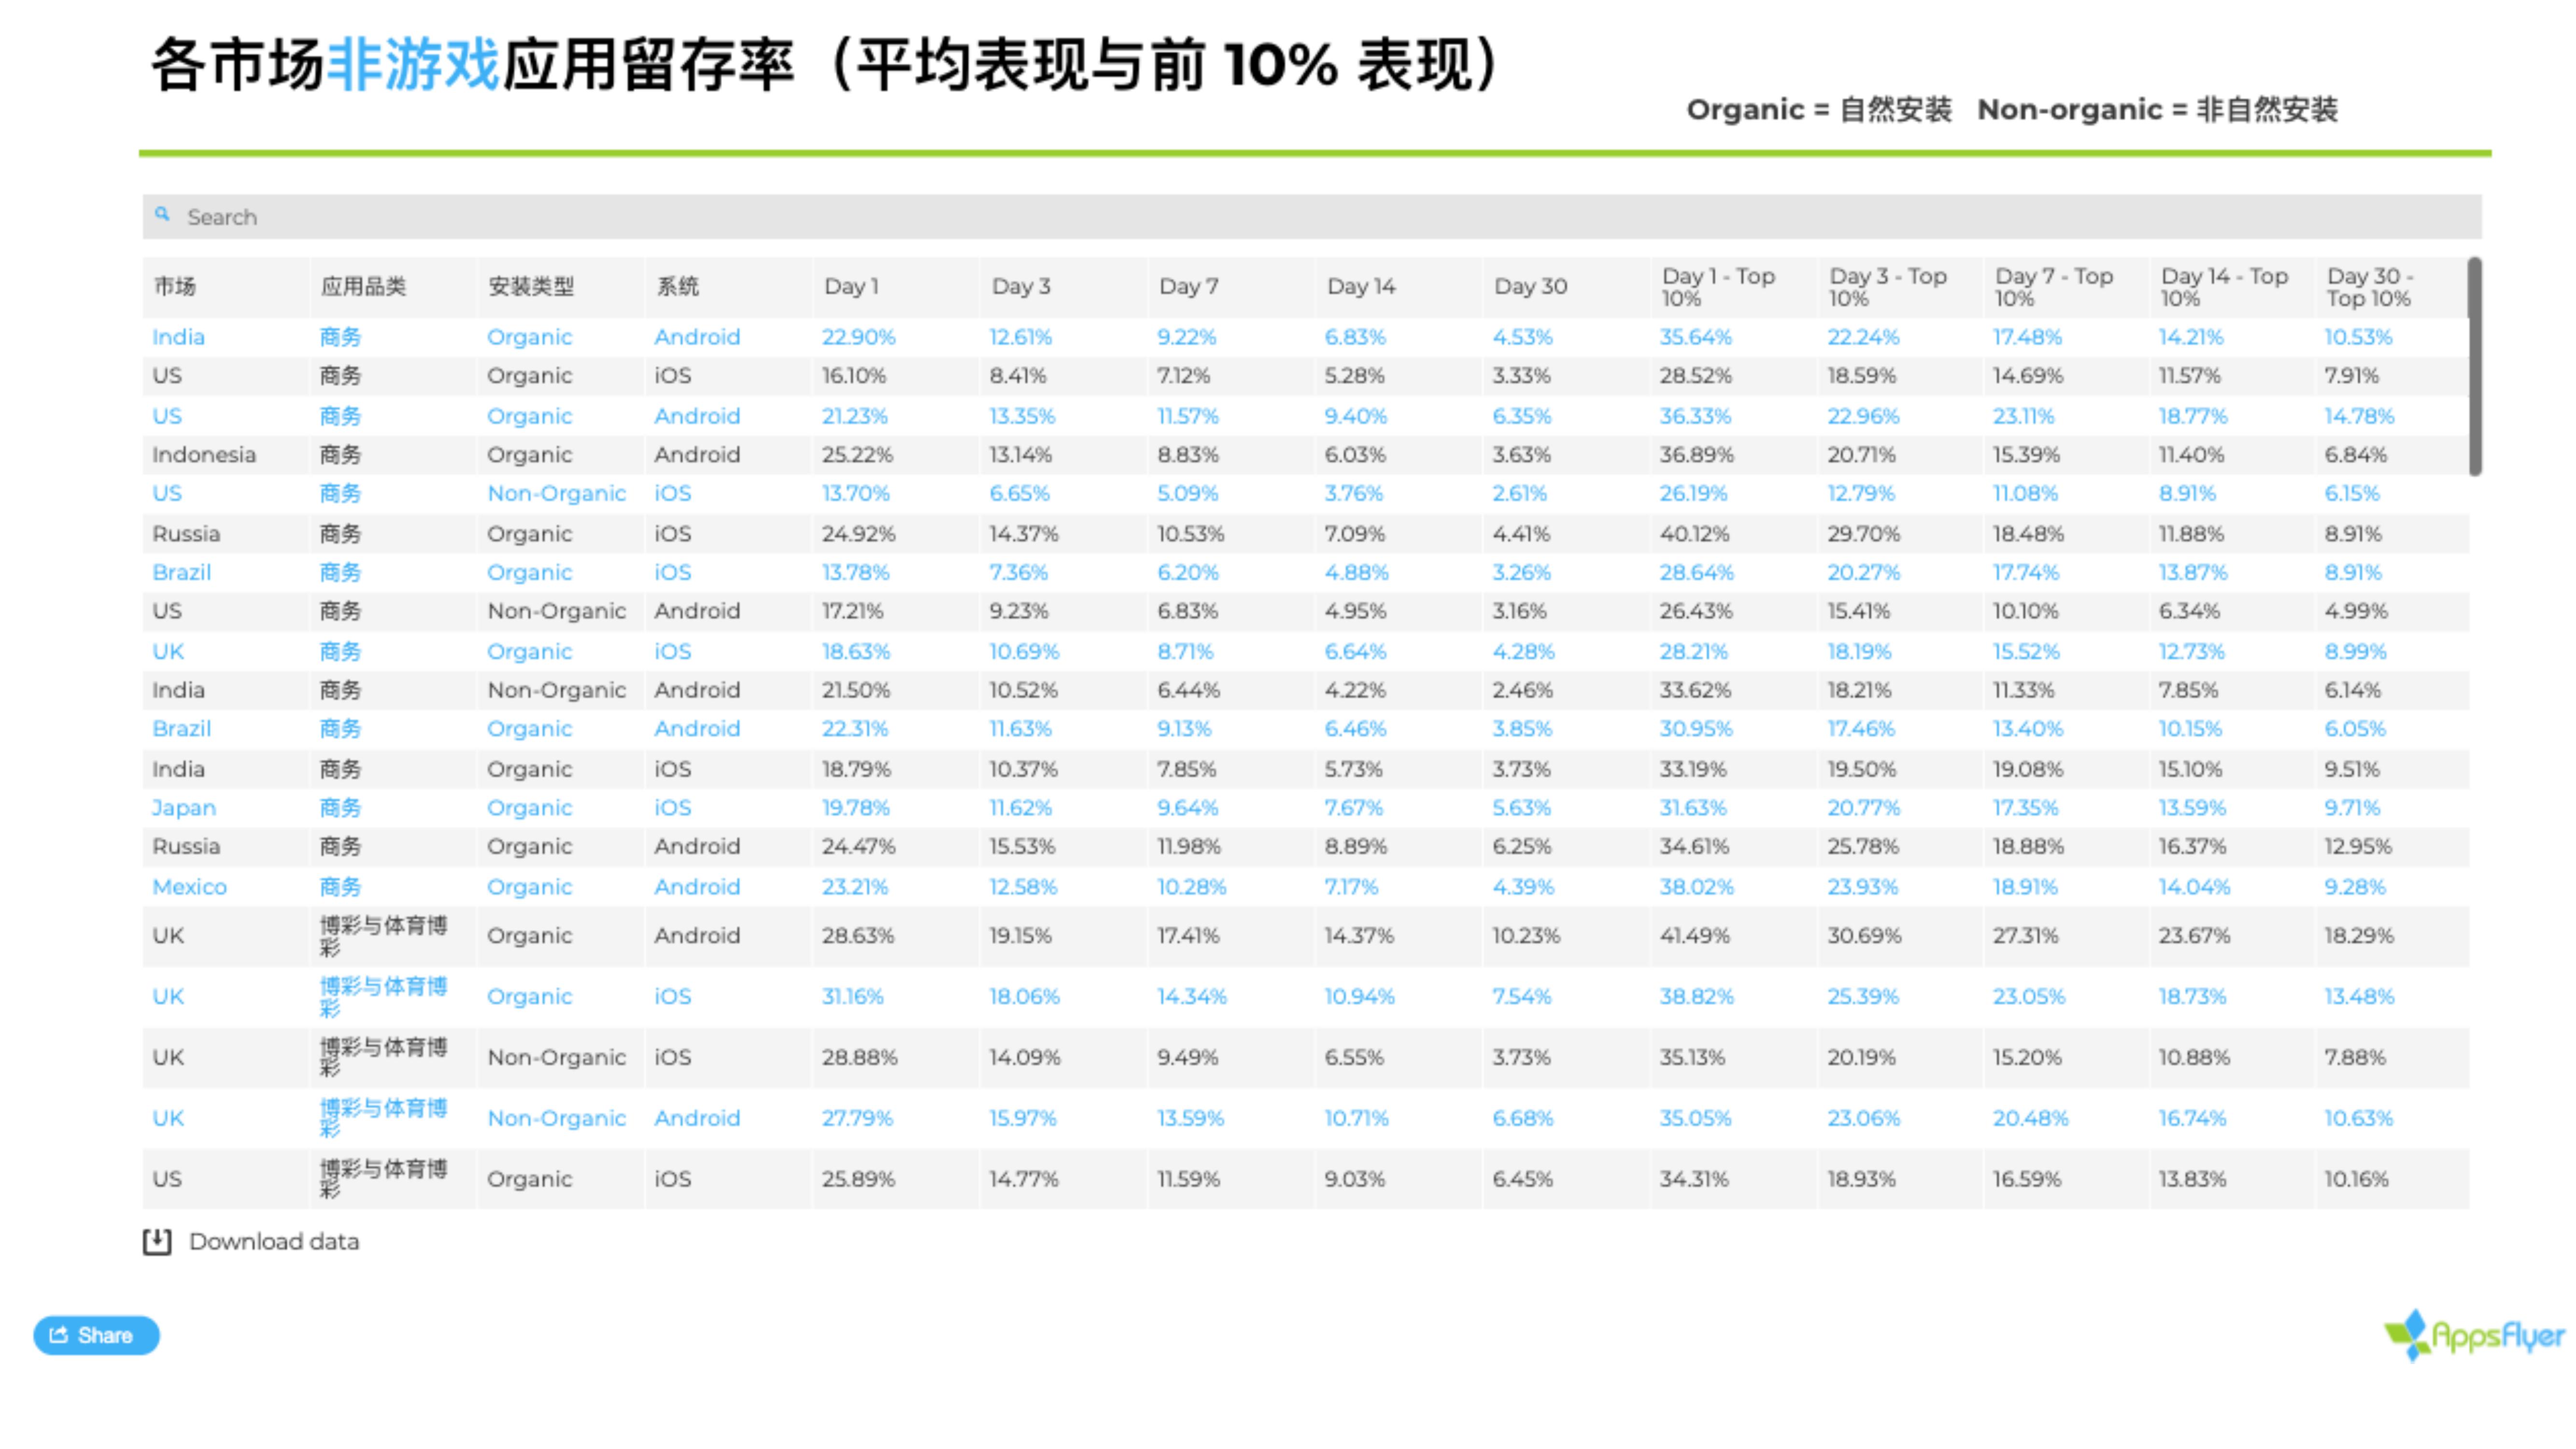 各市场非游戏应用留存率（平均表现与前 10% 表现）
Organic = 自然安装 Non-organic = 非自然安装
Search
市场 应用品类 安装类型 系统 Day 1 Day 3 Day 7 Day 14 Day 30 Day 1 - Top 10% Day 3 - Top 10% Day 7 - Top 10% Day 14 - Top 10% Day 30 - Top 10%
India 商务 Organic Android 22.90% 12.61% 9.22% 6.83% 4.53% 35.64% 22.24% 17.48% 14.21% 10.53%
US 商务 Organic iOS 16.10% 8.41% 7.12% 5.28% 3.33% 28.52% 18.59% 14.69% 11.57% 7.91%
US 商务 Organic Android 21.23% 13.35% 11.57% 9.40% 6.35% 36.33% 22.96% 23.11% 18.77% 14.78%
Indonesia 商务 Organic Android 25.22% 13.14% 8.83% 6.03% 3.63% 36.89% 20.71% 15.39% 11.40% 6.84%
US 商务 Non-Organic iOS 13.70% 6.65% 5.09% 3.76% 2.61% 26.19% 12.79% 11.08% 8.91% 6.15%
Russia 商务 Organic iOS 24.92% 14.37% 10.53% 7.09% 4.41% 40.12% 29.70% 18.48% 11.88% 8.91%
Brazil 商务 Organic iOS 13.78% 7.36% 6.20% 4.88% 3.26% 28.64% 20.27% 17.74% 13.87% 8.91%
US 商务 Non-Organic Android 17.21% 9.23% 6.83% 4.95% 3.16% 26.43% 15.41% 10.10% 6.34% 4.99%
UK 商务 Organic iOS 18.63% 10.69% 8.71% 6.64% 4.28% 28.21% 18.19% 15.52% 12.73% 8.99%
India 商务 Non-Organic Android 21.50% 10.52% 6.44% 4.22% 2.46% 33.62% 18.21% 11.33% 7.85% 6.14%
Brazil 商务 Organic Android 22.31% 11.63% 9.13% 6.46% 3.85% 30.95% 17.46% 13.40% 10.15% 6.05%
India 商务 Organic iOS 18.79% 10.37% 7.85% 5.73% 3.73% 33.19% 19.50% 19.08% 15.10% 9.51%
Japan 商务 Organic iOS 19.78% 11.62% 9.64% 7.67% 5.63% 31.63% 20.77% 17.35% 13.59% 9.71%
Russia 商务 Organic Android 24.47% 15.53% 11.98% 8.89% 6.25% 34.61% 25.78% 18.88% 16.37% 12.95%
Mexico 商务 Organic Android 23.21% 12.58% 10.28% 7.17% 4.39% 38.02% 23.93% 18.91% 14.04% 9.28%
UK 博彩与体育博彩 Organic Android 28.63% 19.15% 17.41% 14.37% 10.23% 41.49% 30.69% 27.31% 23.67% 18.29%
UK 博彩与体育博彩 Organic iOS 31.16% 18.06% 14.34% 10.94% 7.54% 38.82% 25.39% 23.05% 18.73% 13.48%
UK 博彩与体育博彩 Non-Organic iOS 28.88% 14.09% 9.49% 6.55% 3.73% 35.13% 20.19% 15.20% 10.88% 7.88%
UK 博彩与体育博彩 Non-Organic Android 27.79% 15.97% 13.59% 10.71% 6.68% 35.05% 23.06% 20.48% 16.74% 10.63%
US 博彩与体育博彩 Organic iOS 25.89% 14.77% 11.59% 9.03% 6.45% 34.31% 18.93% 16.59% 13.83% 10.16%
Download data
Share
AppsFlyer